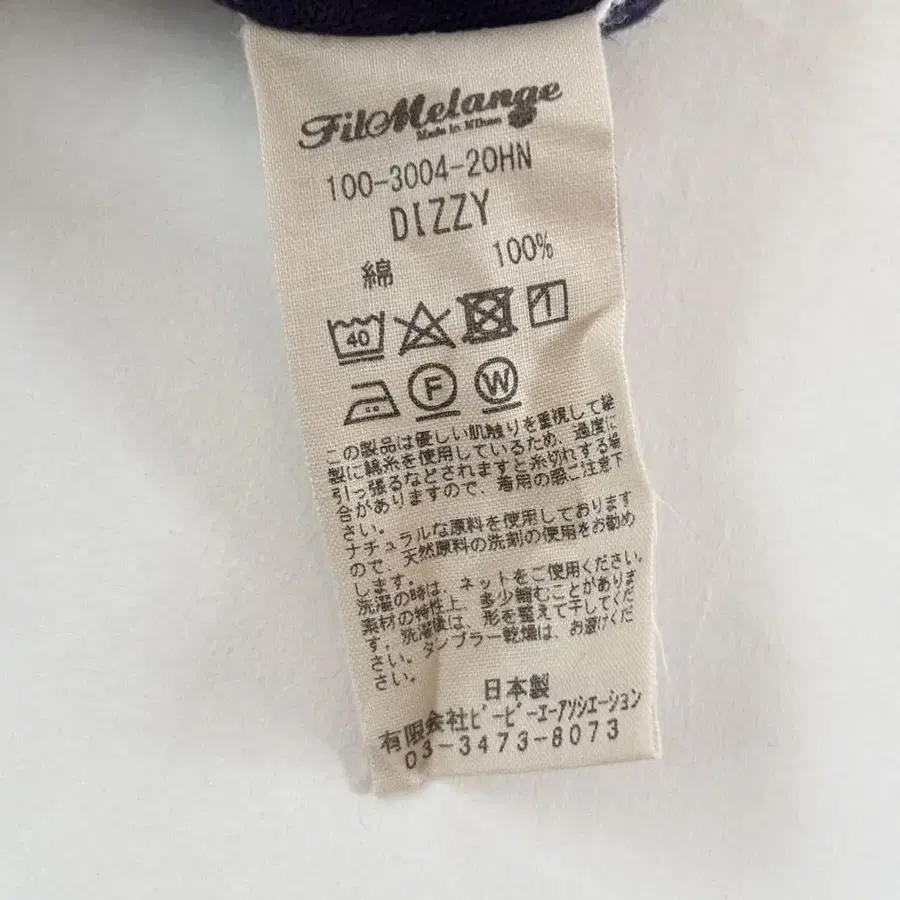 FilMelange
Made in Nihon
100-3004-20HN
DIZZY
綿 100%
40
F W
この製品は優しい肌触りを重視して縫
製に綿糸を使用しているため、過度に
引っ張るなどされますと糸切れする場
合がありますので、着用の際ご注意下
さい。
ナチュラルな原料を使用しております
ので、天然原料の洗剤の使用をお勧め
します。
洗濯の時は、ネットをご使用ください。
素材の特性上、多少縮むことがありま
す。洗濯後は、形を整えて干してくだ
さい。タンブラー乾燥は、お避けくだ
さい。
日本製
有限会社ビーピーエーアソシエーション
03-3473-8073